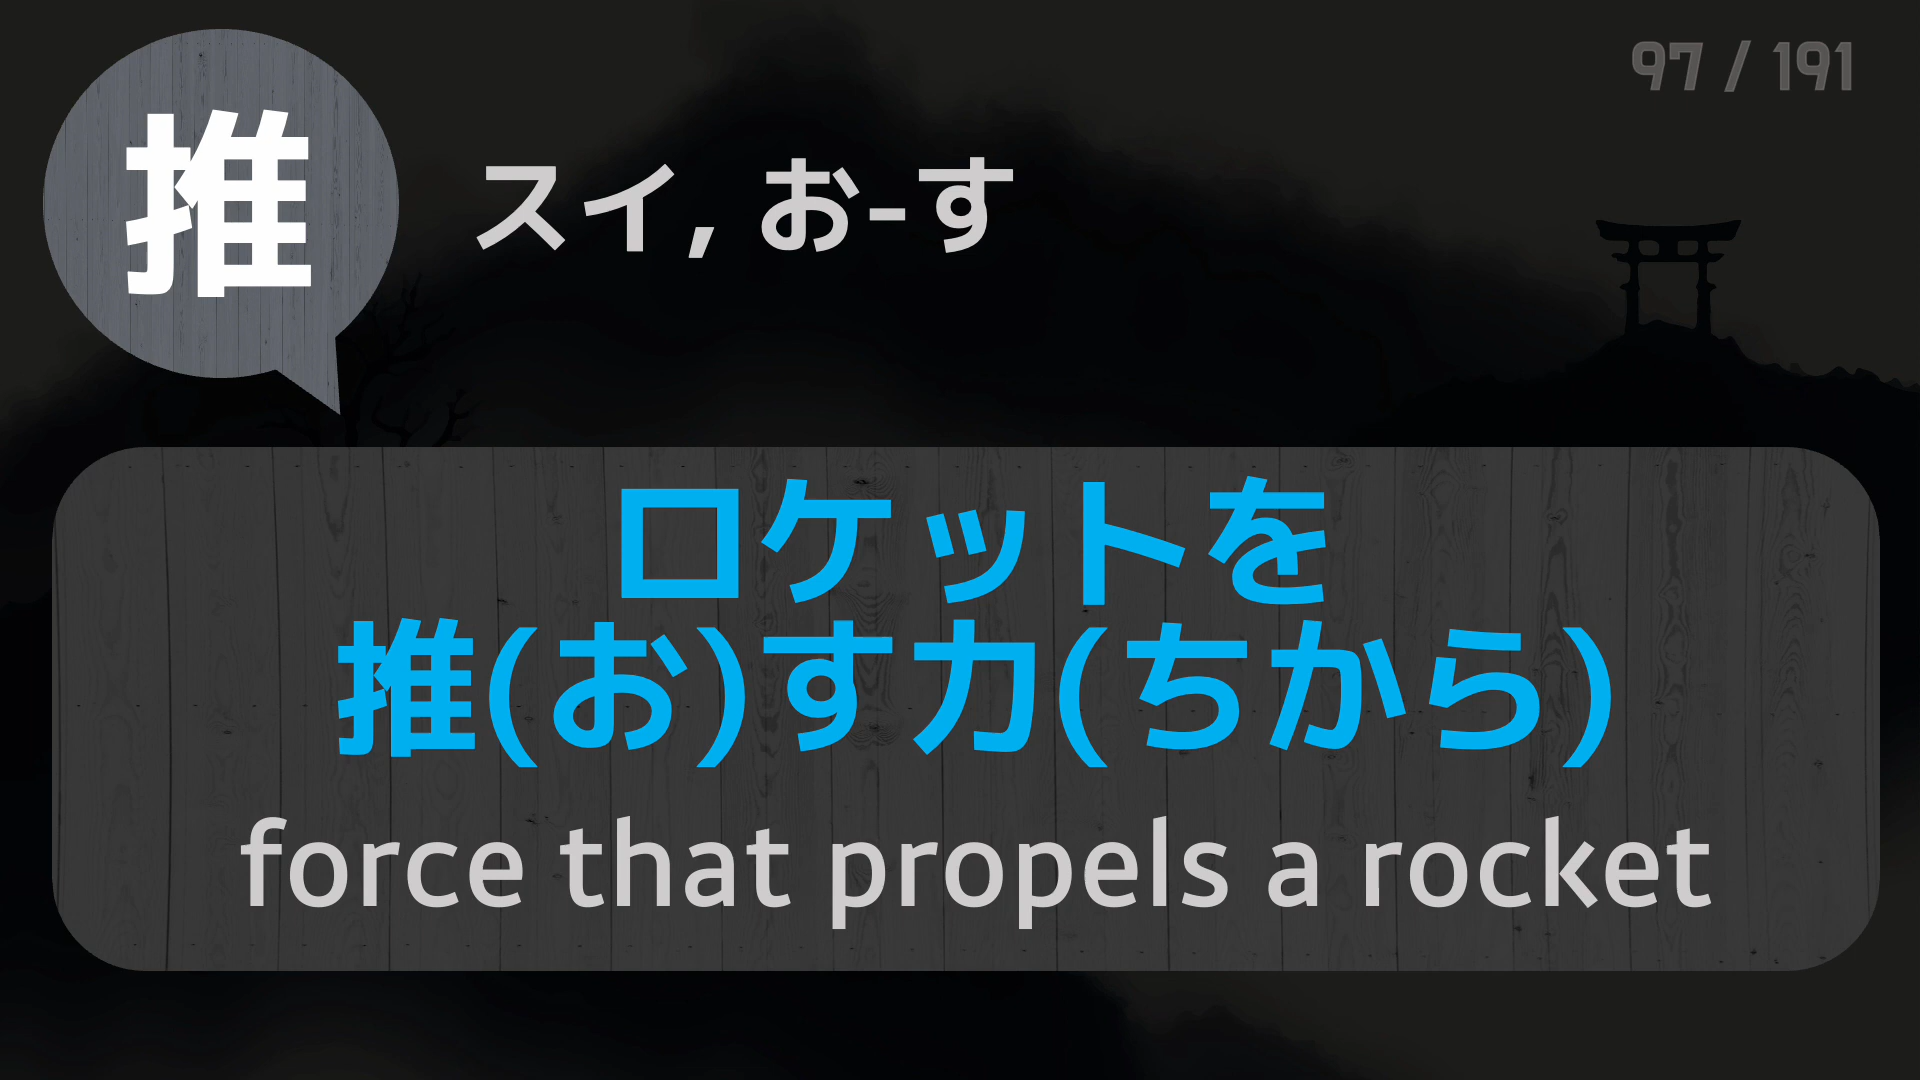 97 / 191
推
スイ, お-す
ロケットを
推(お)す力(ちから)
force that propels a rocket